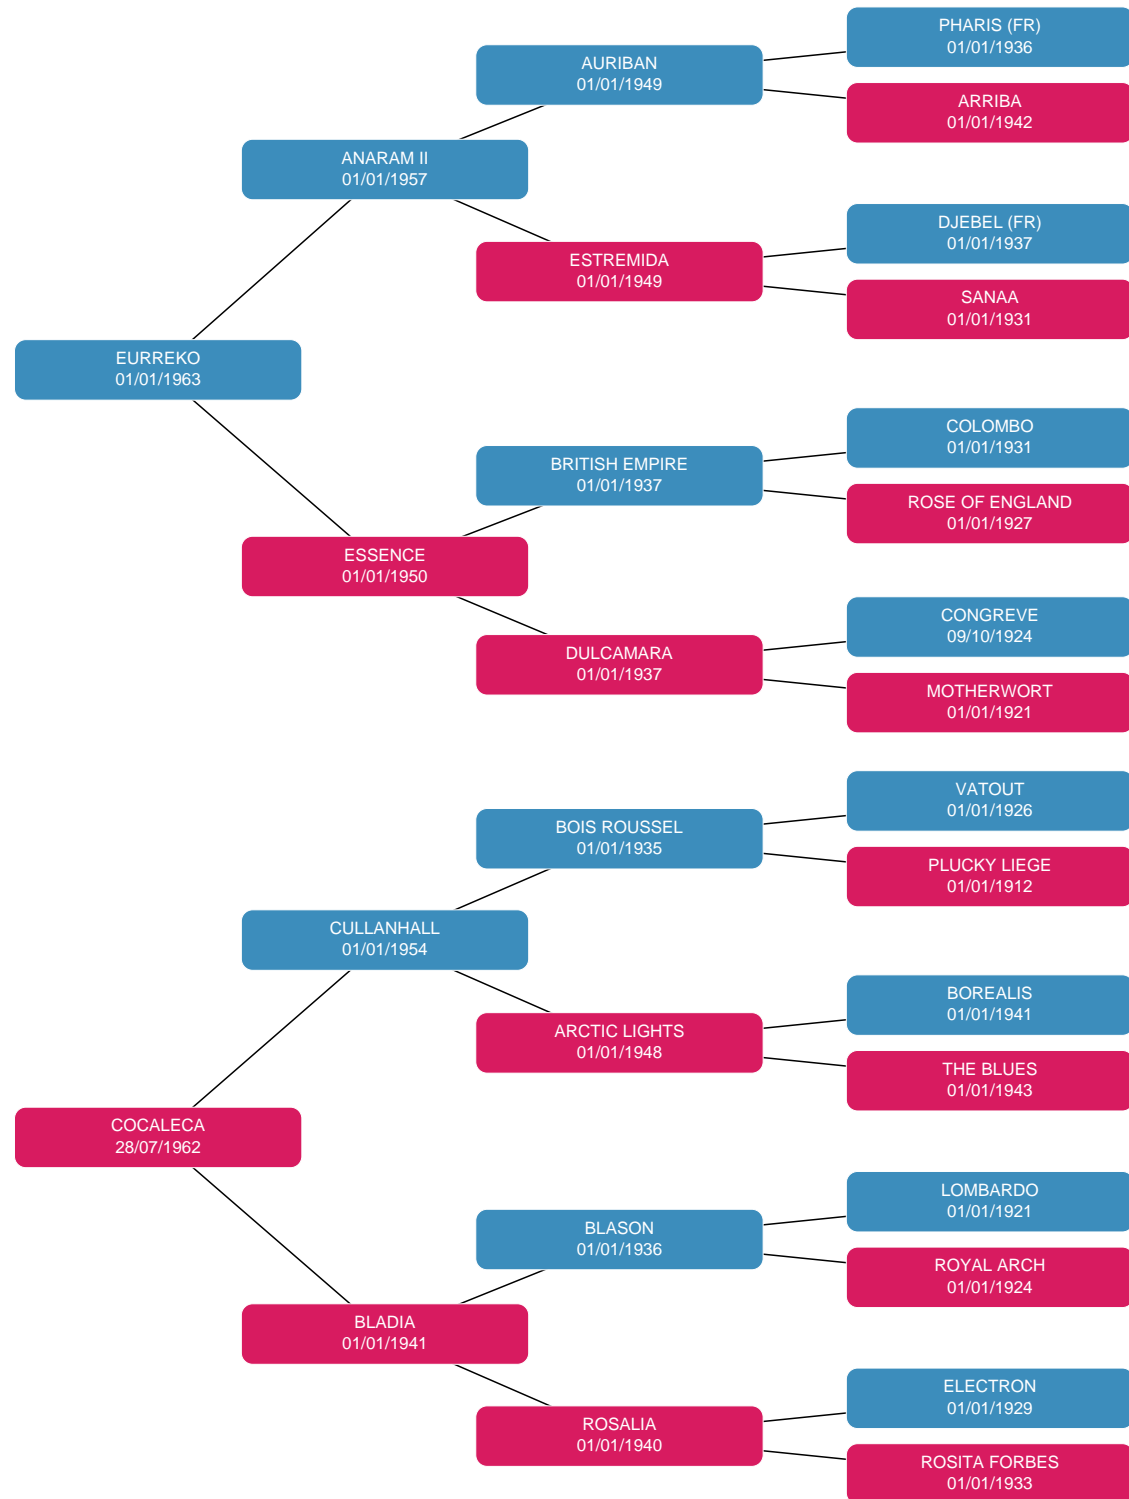 PHARIS (FR)
01/01/1936
AURIBAN
01/01/1949
ARRIBA
01/01/1942
ANARAM II
01/01/1957
DJEBEL (FR)
01/01/1937
ESTREMIDA
01/01/1949
SANAA
01/01/1931
EURREKO
01/01/1963
COLOMBO
01/01/1931
BRITISH EMPIRE
01/01/1937
ROSE OF ENGLAND
01/01/1927
ESSENCE
01/01/1950
CONGREVE
09/10/1924
DULCAMARA
01/01/1937
MOTHERWORT
01/01/1921
VATOUT
01/01/1926
BOIS ROUSSEL
01/01/1935
PLUCKY LIEGE
01/01/1912
CULLANHALL
01/01/1954
BOREALIS
01/01/1941
ARCTIC LIGHTS
01/01/1948
THE BLUES
01/01/1943
COCALECA
28/07/1962
LOMBARDO
01/01/1921
BLASON
01/01/1936
ROYAL ARCH
01/01/1924
BLADIA
01/01/1941
ELECTRON
01/01/1929
ROSALIA
01/01/1940
ROSITA FORBES
01/01/1933